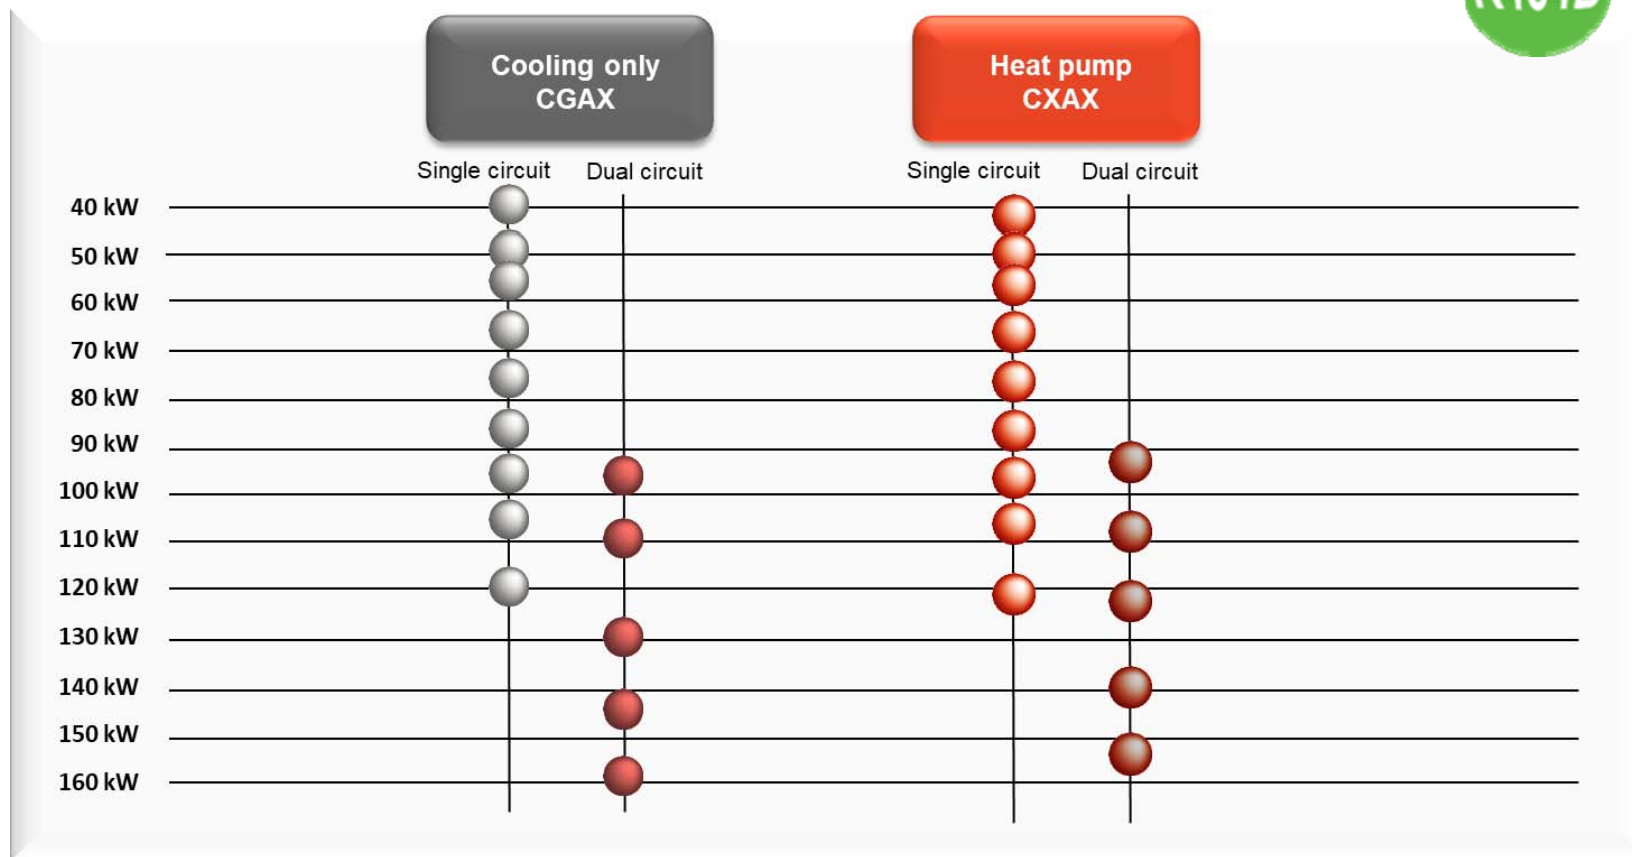 Cooling only
CGAX
Heat pump
CXAX
Single circuit
Dual circuit
Single circuit
Dual circuit
40 kW
50 kW
60 kW
70 kW
80 kW
90 kW
100 kW
110 kW
120 kW
130 kW
140 kW
150 kW
160 kW